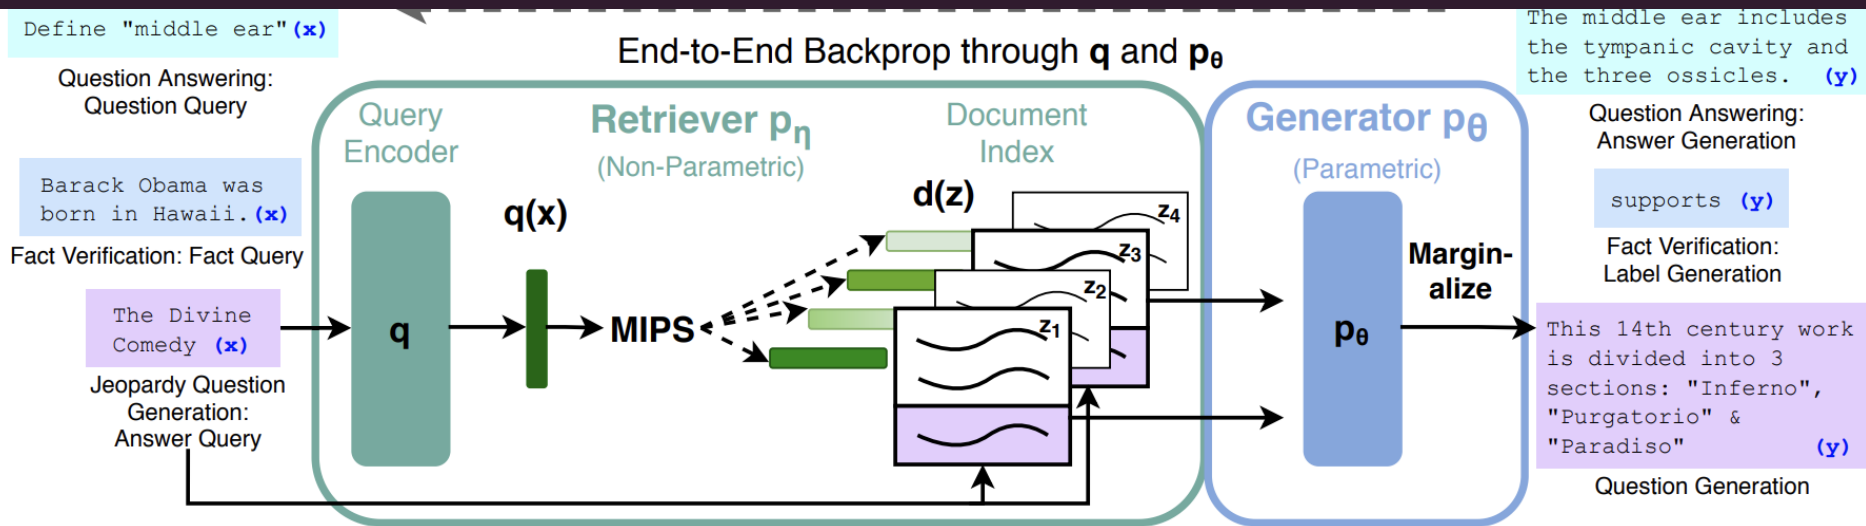 Define "middle ear"(x)
Question Answering:
Question Query
Barack Obama was
born in Hawaii.(x)
Fact Verification: Fact Query
The Divine
Comedy (x)
Jeopardy Question
Generation:
Answer Query
End-to-End Backprop through q and pθ
Query
Encoder
Retriever pη
(Non-Parametric)
Document
Index
q
q(x)
MIPS
d(z)
z4
z3
z2
z1
Generator pθ
(Parametric)
pθ
Margin-
alize
The middle ear includes
the tympanic cavity and
the three ossicles. (y)
Question Answering:
Answer Generation
supports (y)
Fact Verification:
Label Generation
This 14th century work
is divided into 3
sections: "Inferno",
"Purgatorio" &
"Paradiso" (y)
Question Generation